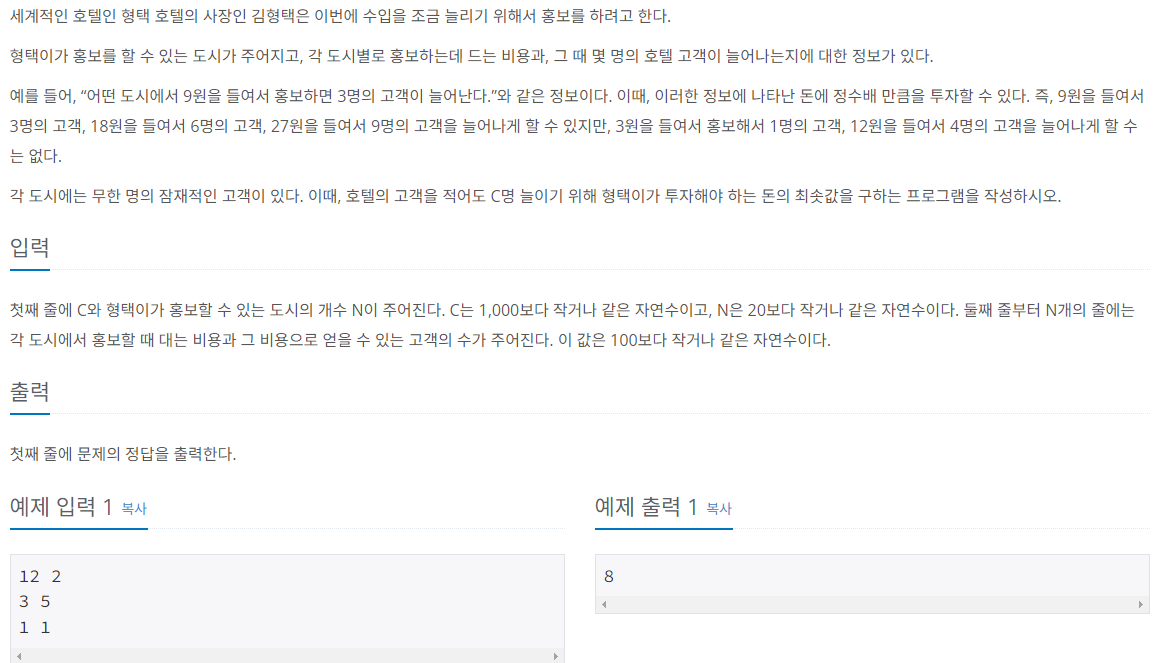 세계적인 호텔인 형택 호텔의 사장인 김형택은 이번에 수입을 조금 늘리기 위해서 홍보를 하려고 한다.
형택이가 홍보를 할 수 있는 도시가 주어지고, 각 도시별로 홍보하는데 드는 비용과, 그 때 몇 명의 호텔 고객이 늘어나는지에 대한 정보가 있다.
예를 들어, “어떤 도시에서 9원을 들여서 홍보하면 3명의 고객이 늘어난다.”와 같은 정보이다. 이때, 이러한 정보에 나타난 돈에 정수배 만큼을 투자할 수 있다. 즉, 9원을 들여서
3명의 고객, 18원을 들여서 6명의 고객, 27원을 들여서 9명의 고객을 늘어나게 할 수 있지만, 3원을 들여서 홍보해서 1명의 고객, 12원을 들여서 4명의 고객을 늘어나게 할 수
는 없다.
각 도시에는 무한 명의 잠재적인 고객이 있다. 이때, 호텔의 고객을 적어도 C명 늘이기 위해 형택이가 투자해야 하는 돈의 최솟값을 구하는 프로그램을 작성하시오.
입력
첫째 줄에 C와 형택이가 홍보할 수 있는 도시의 개수 N이 주어진다. C는 1,000보다 작거나 같은 자연수이고, N은 20보다 작거나 같은 자연수이다. 둘째 줄부터 N개의 줄에는
각 도시에서 홍보할 때 대는 비용과 그 비용으로 얻을 수 있는 고객의 수가 주어진다. 이 값은 100보다 작거나 같은 자연수이다.
출력
첫째 줄에 문제의 정답을 출력한다.
예제 입력 1 복사
12 2
3 5
1 1
예제 출력 1 복사
8